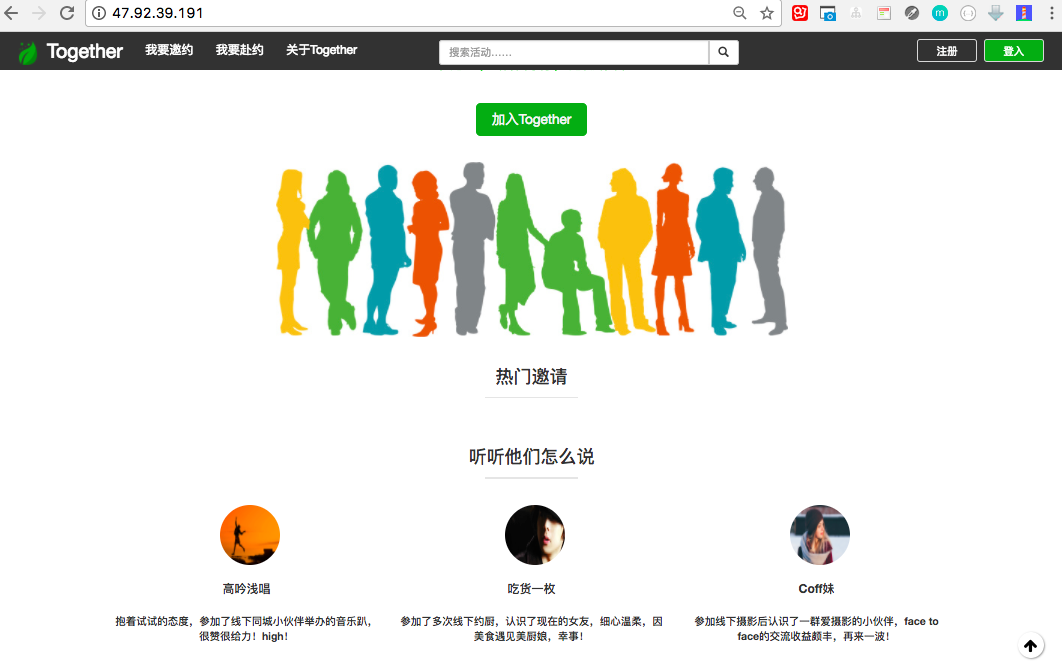 47.92.39.191
Together 我要邀约 我要赴约 关于Together 搜索活动...... 注册 登入
加入Together
热门邀请
听听他们怎么说
高吟浅唱 吃货一枚 Coff妹
抱着试试的态度，参加了线下同城小伙伴举办的音乐趴，
很赞很给力！high！
参加了多次线下约厨，认识了现在的女友，细心温柔，因
美食遇见美厨娘，幸事！
参加线下摄影后认识了一群爱摄影的小伙伴，face to
face的交流收益颇丰，再来一波！